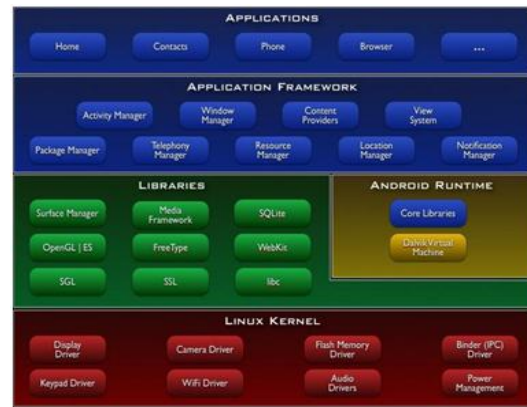 APPLICATIONS
Home
Contacts
Phone
Browser
...
APPLICATION FRAMEWORK
Activity Manager
Window
Manager
Content
Providers
View
System
Package Manager
Telephony
Manager
Resource
Manager
Location
Manager
Notification
Manager
LIBRARIES
Surface Manager
Media
Framework
SQLite
OpenGL | ES
FreeType
WebKit
SGL
SSL
libc
ANDROID RUNTIME
Core Libraries
Dalvik Virtual
Machine
LINUX KERNEL
Display
Driver
Camera Driver
Flash Memory
Driver
Binder (IPC)
Driver
Keypad Driver
WiFi Driver
Audio
Drivers
Power
Management